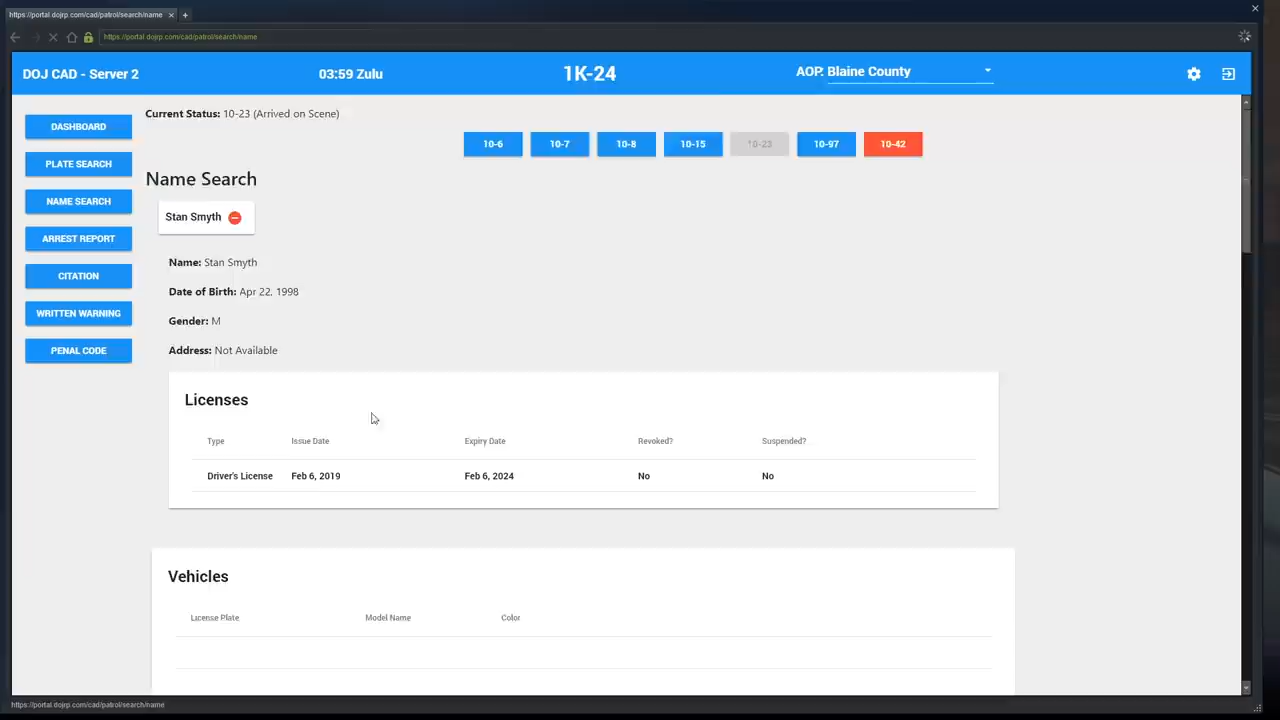 https://portal.dojrp.com/cad/patrol/search/name
https://portal.dojrp.com/cad/patrol/search/name
DOJ CAD - Server 2 03:59 Zulu 1K-24 AOP: Blaine County
Current Status: 10-23 (Arrived on Scene)
DASHBOARD
10-6 10-7 10-8 10-15 10-23 10-97 10-42
PLATE SEARCH
Name Search
NAME SEARCH
Stan Smyth
ARREST REPORT
Name: Stan Smyth
CITATION
Date of Birth: Apr 22, 1998
WRITTEN WARNING
Gender: M
PENAL CODE
Address: Not Available
Licenses
Type Issue Date Expiry Date Revoked? Suspended?
Driver's License Feb 6, 2019 Feb 6, 2024 No No
Vehicles
License Plate Model Name Color
https://portal.dojrp.com/cad/patrol/search/name